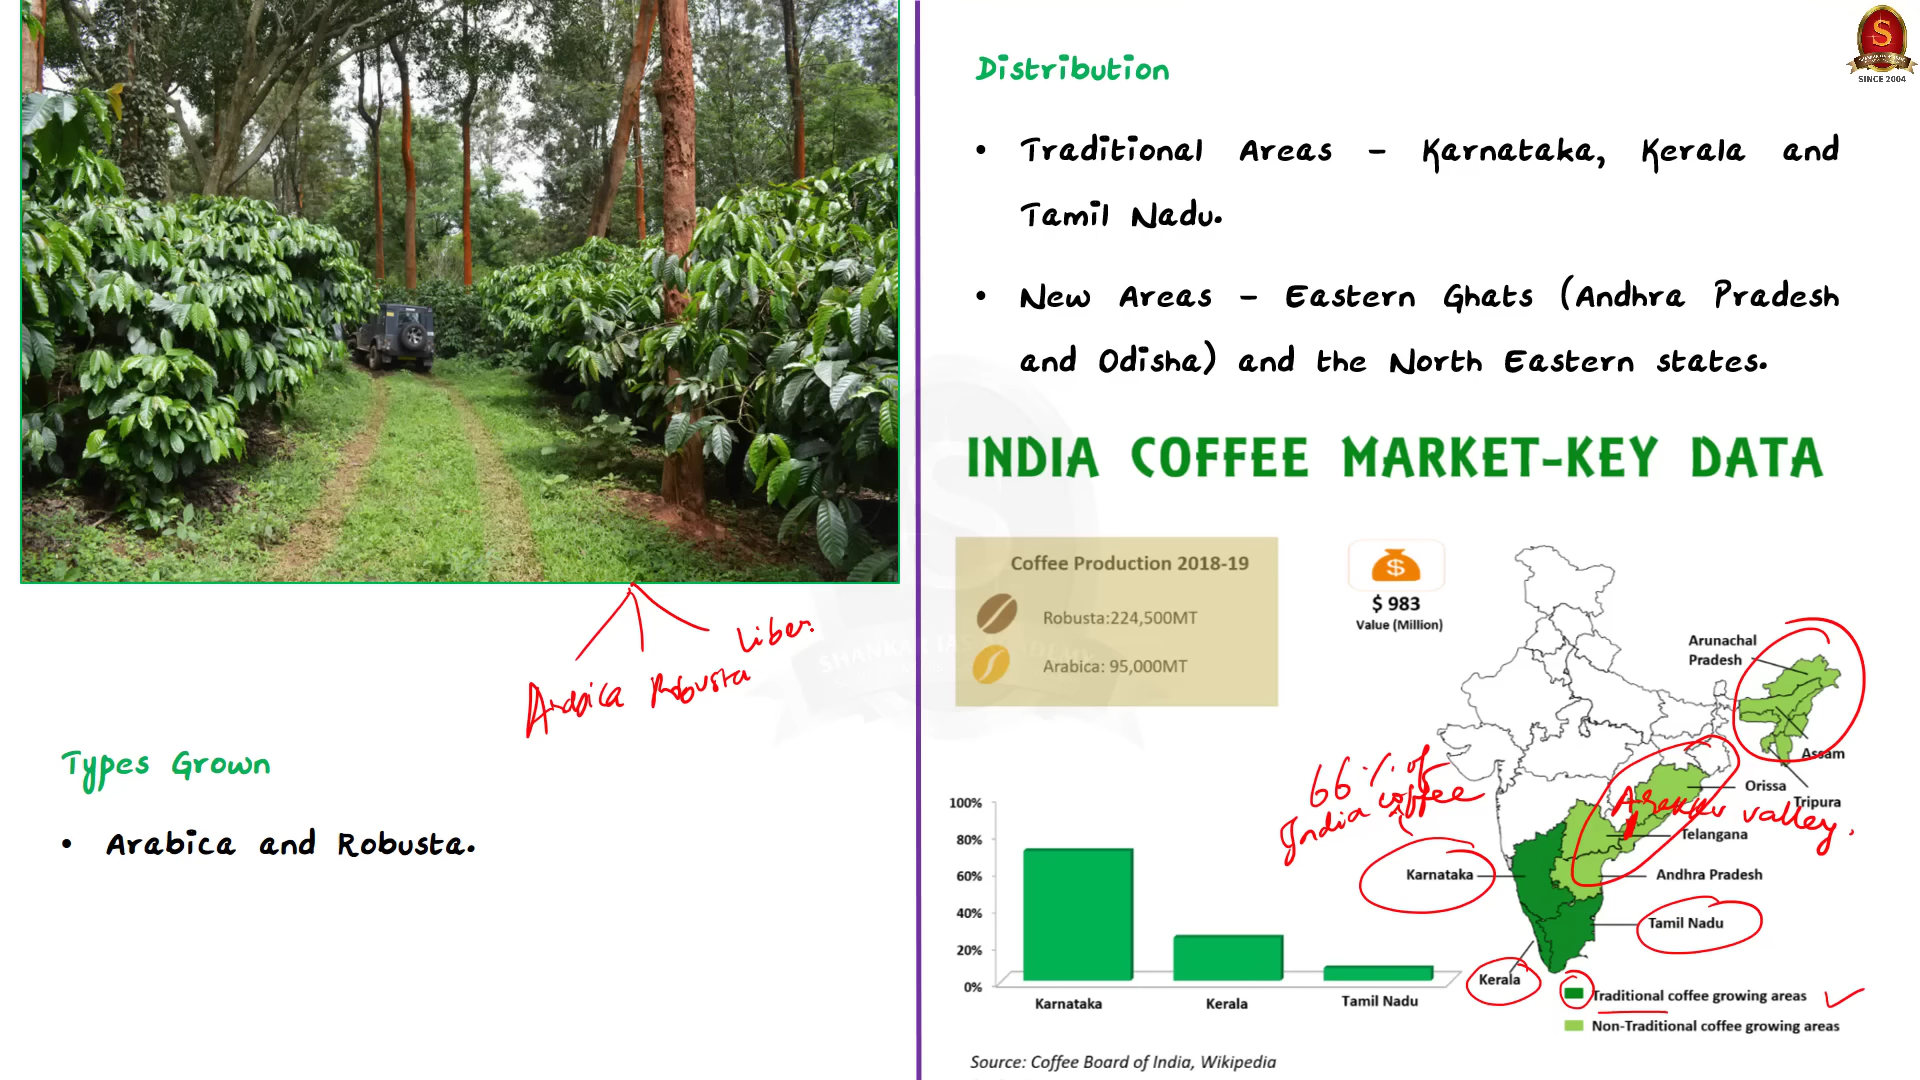 Arabica Robusta Liber.
Types Grown
• Arabica and Robusta.
S
SINCE 2004
Distribution
• Traditional Areas - Karnataka, Kerala and
Tamil Nadu.
• New Areas - Eastern Ghats (Andhra Pradesh
and Odisha) and the North Eastern states.
INDIA COFFEE MARKET-KEY DATA
Coffee Production 2018-19
Robusta:224,500MT
Arabica: 95,000MT
$
$ 983
Value (Million)
Arunachal
Pradesh
Assam
Orissa
Tripura
Telangana
Andhra Pradesh
Karnataka
Tamil Nadu
Kerala
66 % of
India coffee
valley.
Traditional coffee growing areas
Non-Traditional coffee growing areas
100%
80%
60%
40%
20%
0%
Karnataka Kerala Tamil Nadu
Source: Coffee Board of India, Wikipedia